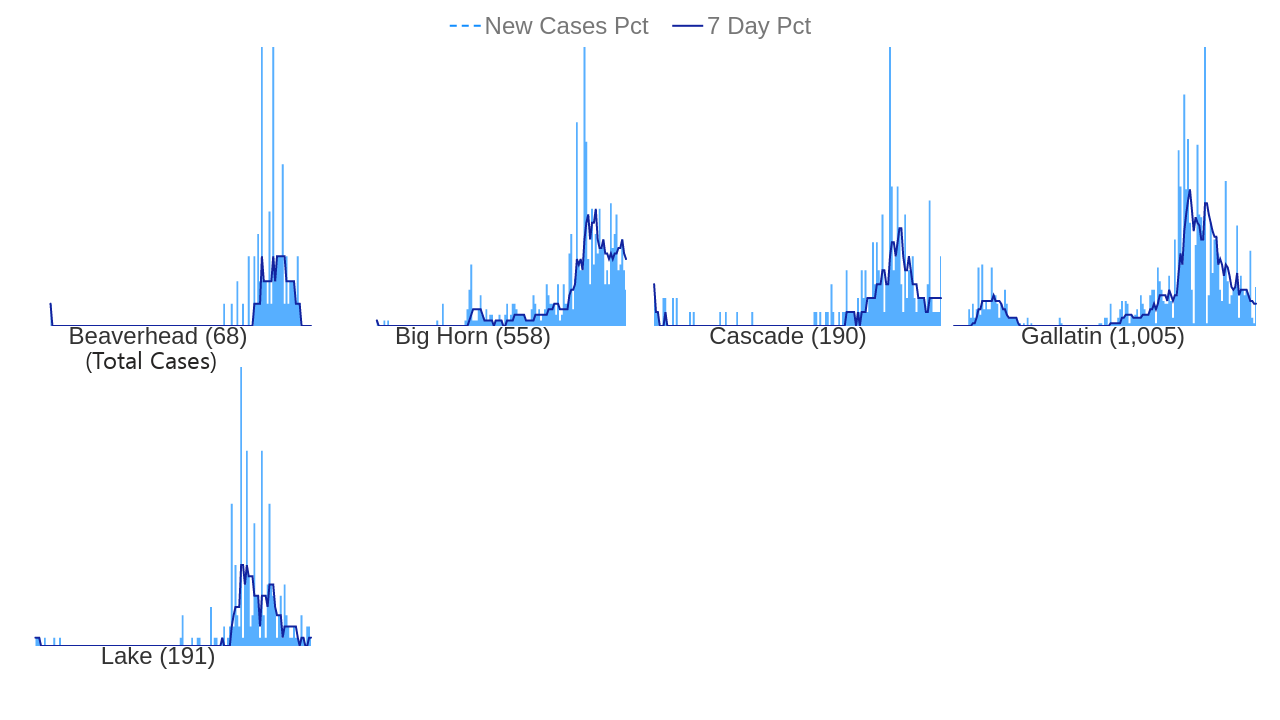 New Cases Pct 7 Day Pct
Beaverhead (68)
(Total Cases)
Big Horn (558)
Cascade (190)
Gallatin (1,005)
Lake (191)